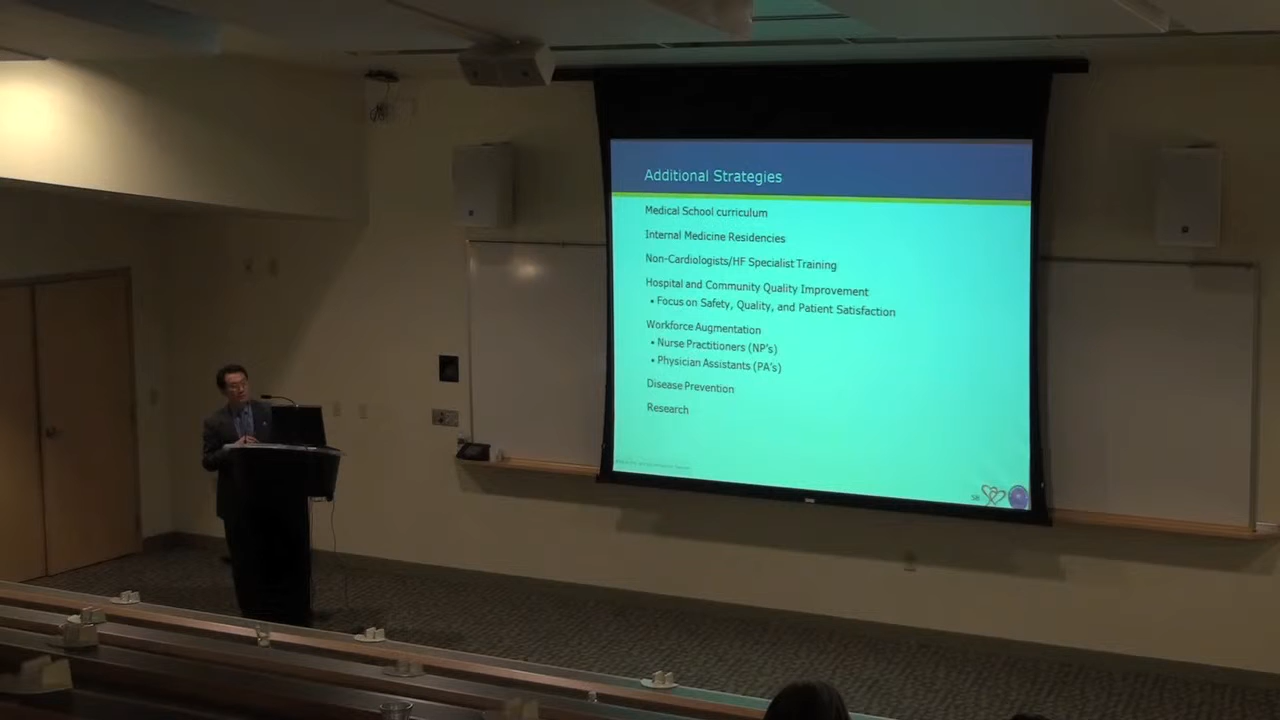 Additional Strategies
Medical School curriculum
Internal Medicine Residencies
Non-Cardiologists/HF Specialist Training
Hospital and Community Quality Improvement
• Focus on Safety, Quality, and Patient Satisfaction
Workforce Augmentation
• Nurse Practitioners (NP's)
• Physician Assistants (PA's)
Disease Prevention
Research
58